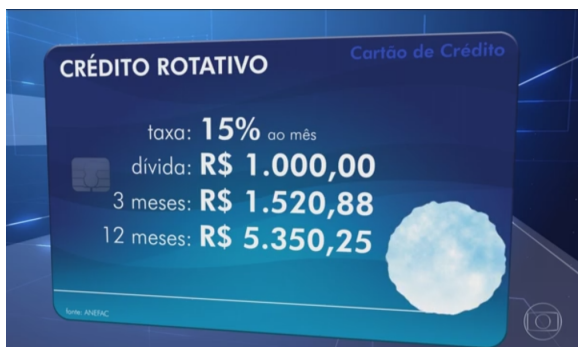 Cartão de Crédito
CRÉDITO ROTATIVO
taxa: 15% ao mês
dívida: R$ 1.000,00
3 meses: R$ 1.520,88
12 meses: R$ 5.350,25
fonte: ANEFAC